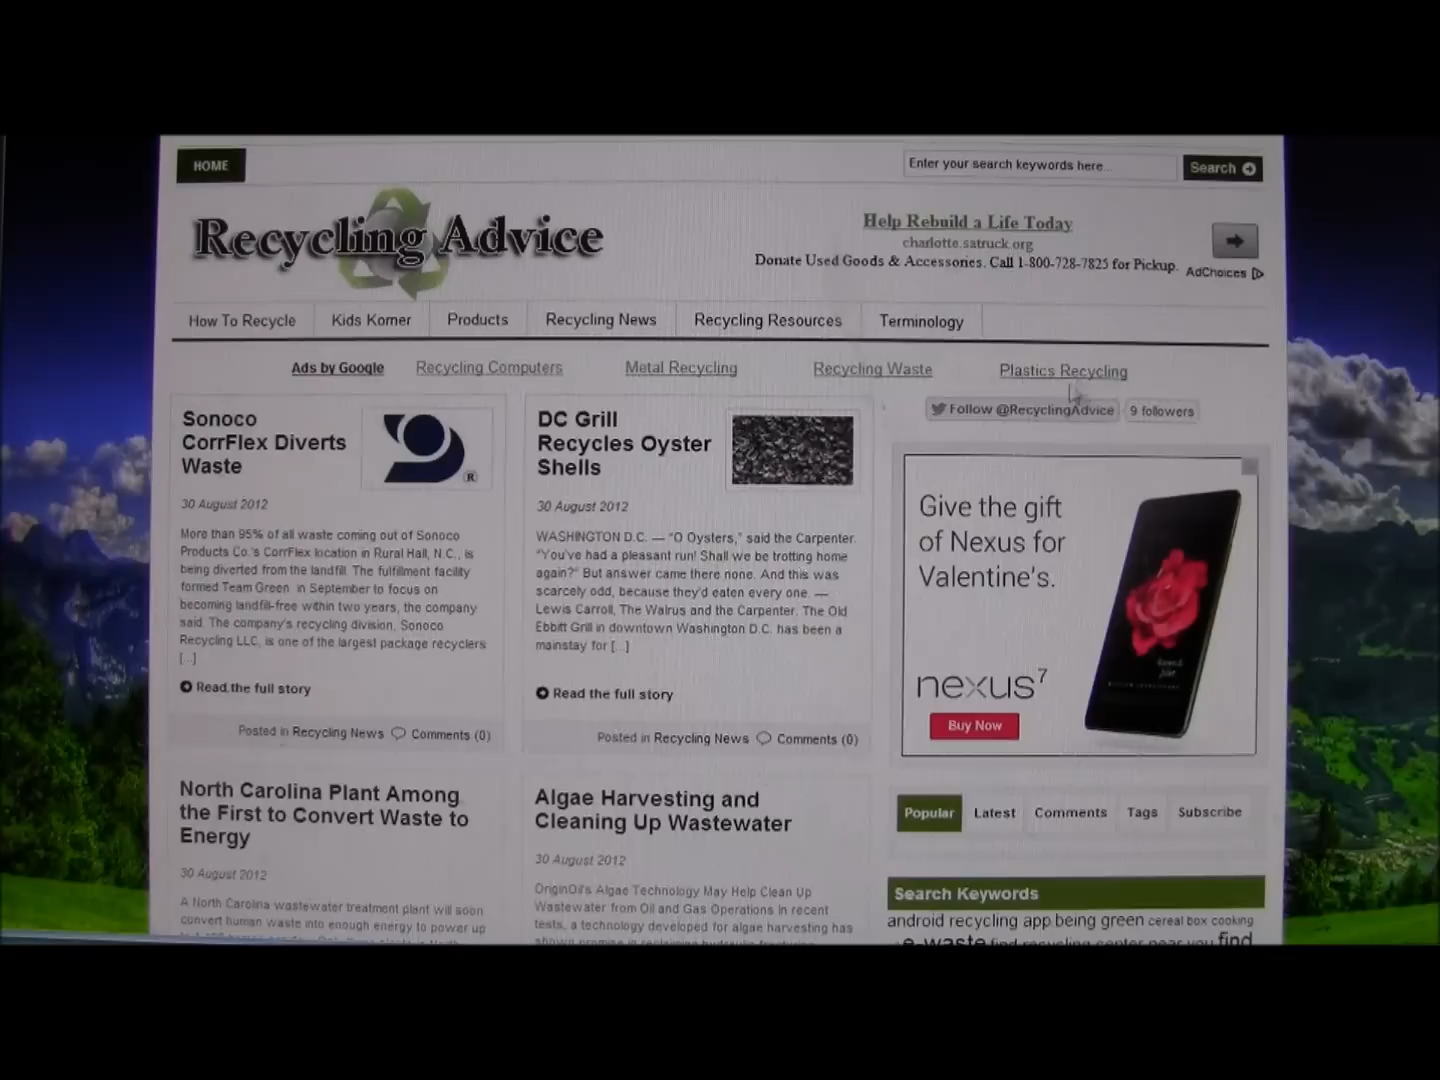 HOME
Enter your search keywords here...
Search
Recycling Advice
Help Rebuild a Life Today
charlotte.satruck.org
Donate Used Goods & Accessories. Call 1-800-728-7825 for Pickup.
AdChoices
How To Recycle
Kids Korner
Products
Recycling News
Recycling Resources
Terminology
Ads by Google
Recycling Computers
Metal Recycling
Recycling Waste
Plastics Recycling
Follow @RecyclingAdvice
9 followers
Sonoco
CorrFlex Diverts
Waste
®
30 August 2012
More than 95% of all waste coming out of Sonoco
Products Co.'s CorrFlex location in Rural Hall, N.C., is
being diverted from the landfill. The fulfillment facility
formed Team Green in September to focus on
becoming landfill-free within two years, the company
said. The company's recycling division, Sonoco
Recycling LLC, is one of the largest package recyclers
[...]
Read the full story
Posted in Recycling News
Comments (0)
DC Grill
Recycles Oyster
Shells
30 August 2012
WASHINGTON D.C. — "O Oysters," said the Carpenter.
"You've had a pleasant run! Shall we be trotting home
again?" But answer came there none. And this was
scarcely odd, because they'd eaten every one. —
Lewis Carroll, The Walrus and the Carpenter. The Old
Ebbitt Grill in downtown Washington D.C. has been a
mainstay for [...]
Read the full story
Posted in Recycling News
Comments (0)
Give the gift
of Nexus for
Valentine's.
nexus7
Buy Now
North Carolina Plant Among
the First to Convert Waste to
Energy
30 August 2012
A North Carolina wastewater treatment plant will soon
convert human waste into enough energy to power up
Algae Harvesting and
Cleaning Up Wastewater
30 August 2012
OriginOil's Algae Technology May Help Clean Up
Wastewater from Oil and Gas Operations In recent
tests, a technology developed for algae harvesting has
shown promise in reclaiming hydraulic fracturing
Popular
Latest
Comments
Tags
Subscribe
Search Keywords
android recycling app being green cereal box cooking
e-waste find recycling center near you find